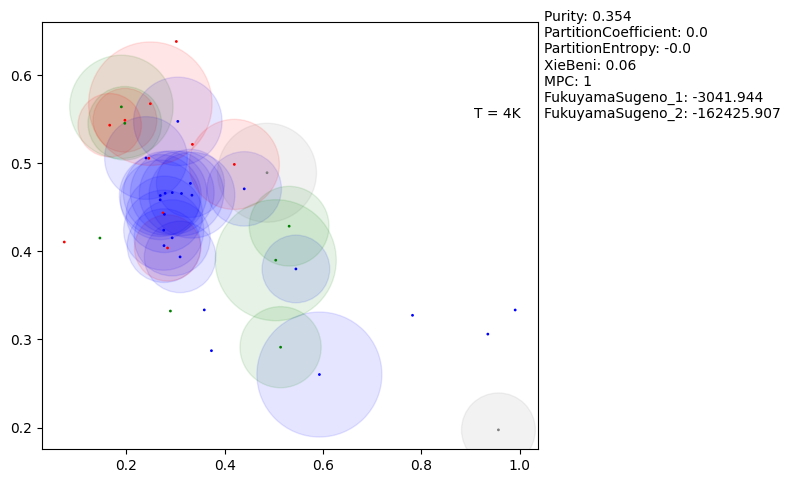 Purity: 0.354
PartitionCoefficient: 0.0
PartitionEntropy: -0.0
XieBeni: 0.06
MPC: 1
FukuyamaSugeno_1: -3041.944
FukuyamaSugeno_2: -162425.907
T = 4K
0.6
0.5
0.4
0.3
0.2
0.2 0.4 0.6 0.8 1.0